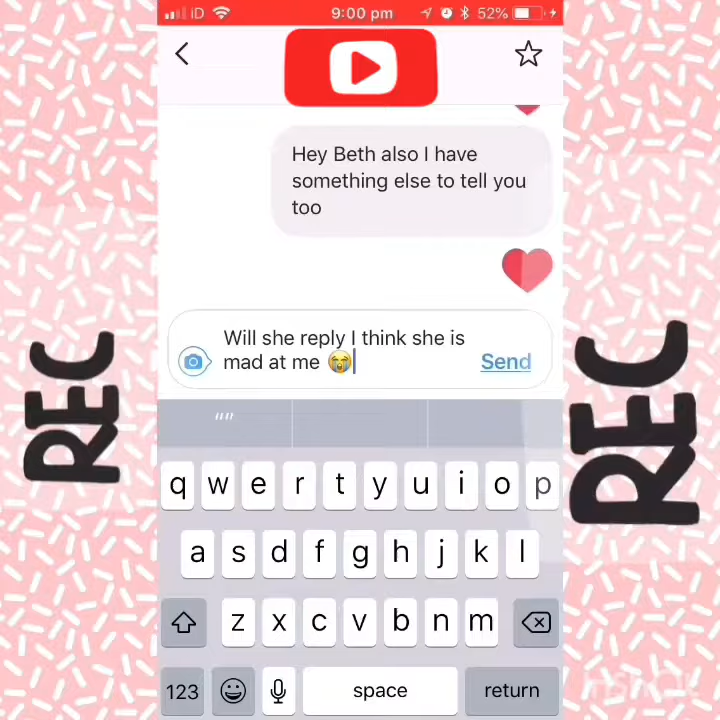 iD 9:00 pm 52%
Hey Beth also I have
something else to tell you
too
Will she reply I think she is
mad at me 😭
Send
REC
REC
""
q w e r t y u i o p
a s d f g h j k l
z x c v b n m
123 space return
InShOt